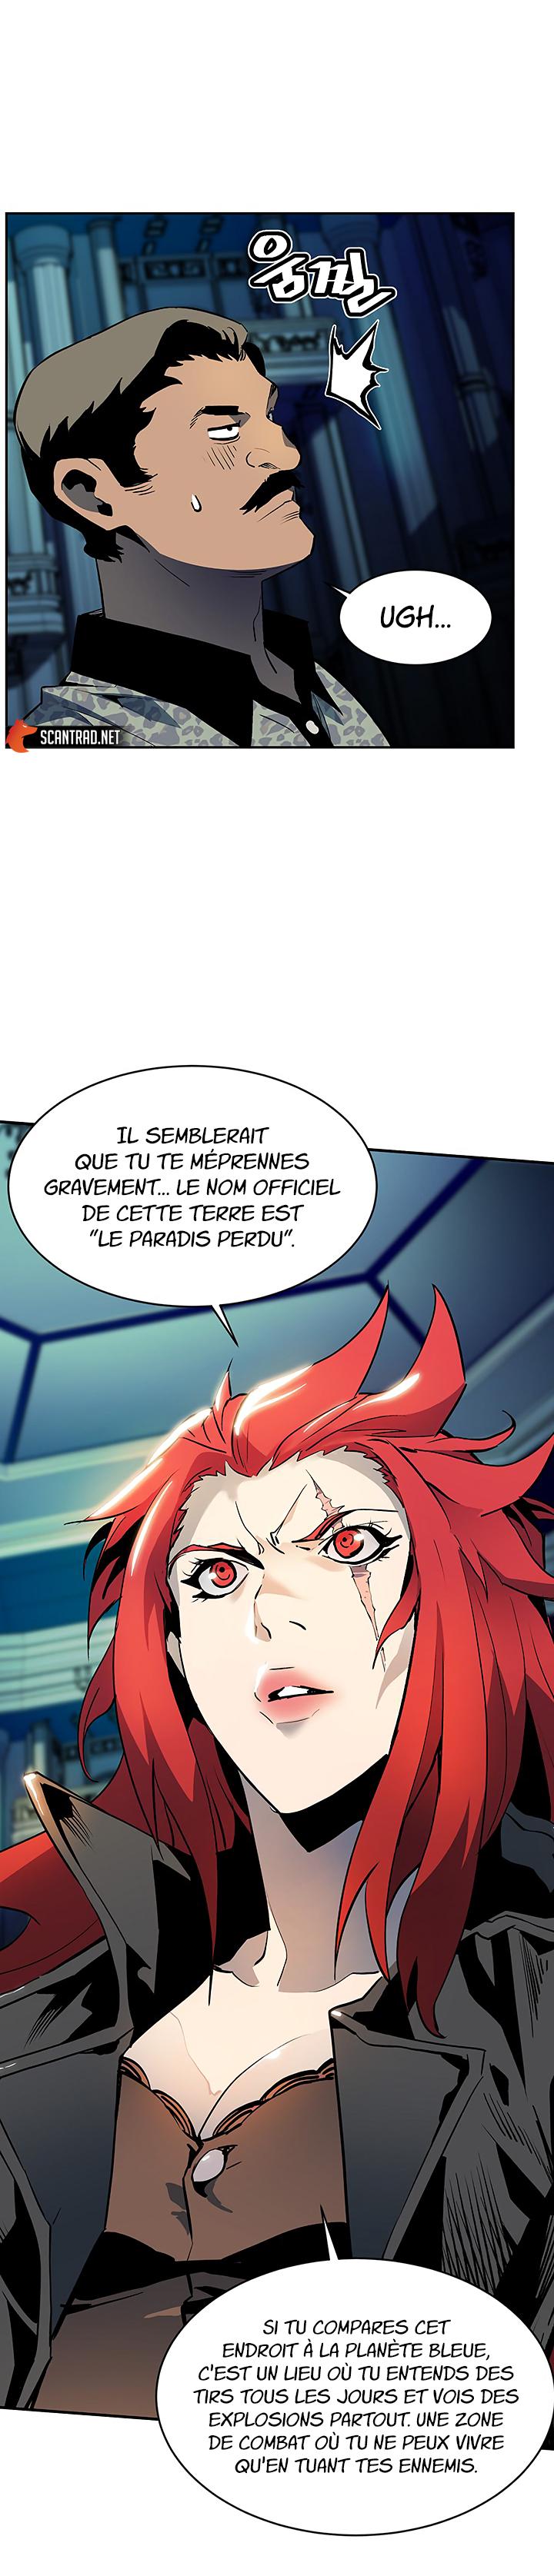 움찔
UGH...
SCANTRAD.NET
IL SEMBLERAIT
QUE TU TE MÉPRENNES
GRAVEMENT... LE NOM OFFICIEL
DE CETTE TERRE EST
"LE PARADIS PERDU".
SI TU COMPARES CET
ENDROIT À LA PLANÈTE BLEUE,
C'EST UN LIEU OÙ TU ENTENDS DES
TIRS TOUS LES JOURS ET VOIS DES
EXPLOSIONS PARTOUT. UNE ZONE
DE COMBAT OÙ TU NE PEUX VIVRE
QU'EN TUANT TES ENNEMIS.